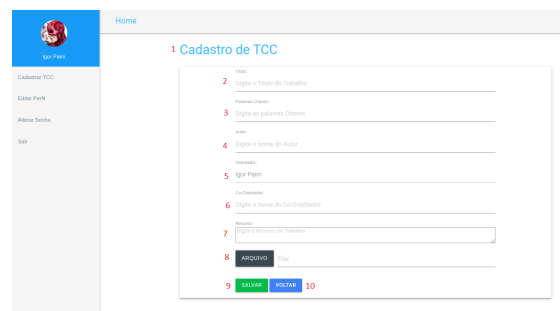 Home
Igor Paim
Cadastrar TCC
Editar Perfil
Alterar Senha
Sair
1 Cadastro de TCC
Título:
2 Digite o Título do Trabalho
Palavras Chaves:
3 Digite as palavras Chaves
Autor:
4 Digite o nome do Autor
Orientador:
5 Igor Paim
Co-Orientador:
6 Digite o nome do Co-Orientador
Resumo:
7 Digite o Resumo do Trabalho
8 ARQUIVO Filer
9 SALVAR VOLTAR 10